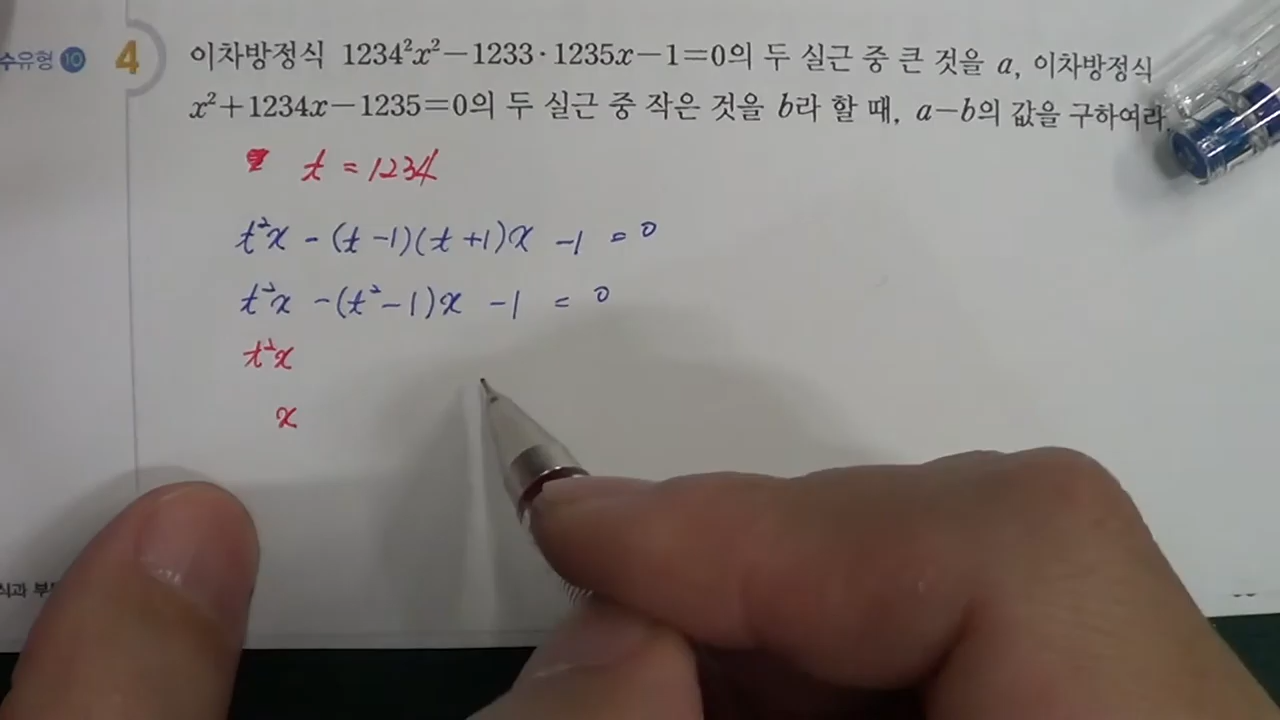 수유형 10 4 이차방정식 1234²x²-1233·1235x-1=0의 두 실근 중 큰 것을 a, 이차방정식
x²+1234x-1235=0의 두 실근 중 작은 것을 b라 할 때, a-b의 값을 구하여라.
t = 1234
t²x - (t -1)(t +1)x -1 = 0
t²x -(t²-1)x -1 = 0
t²x
x
식과 부